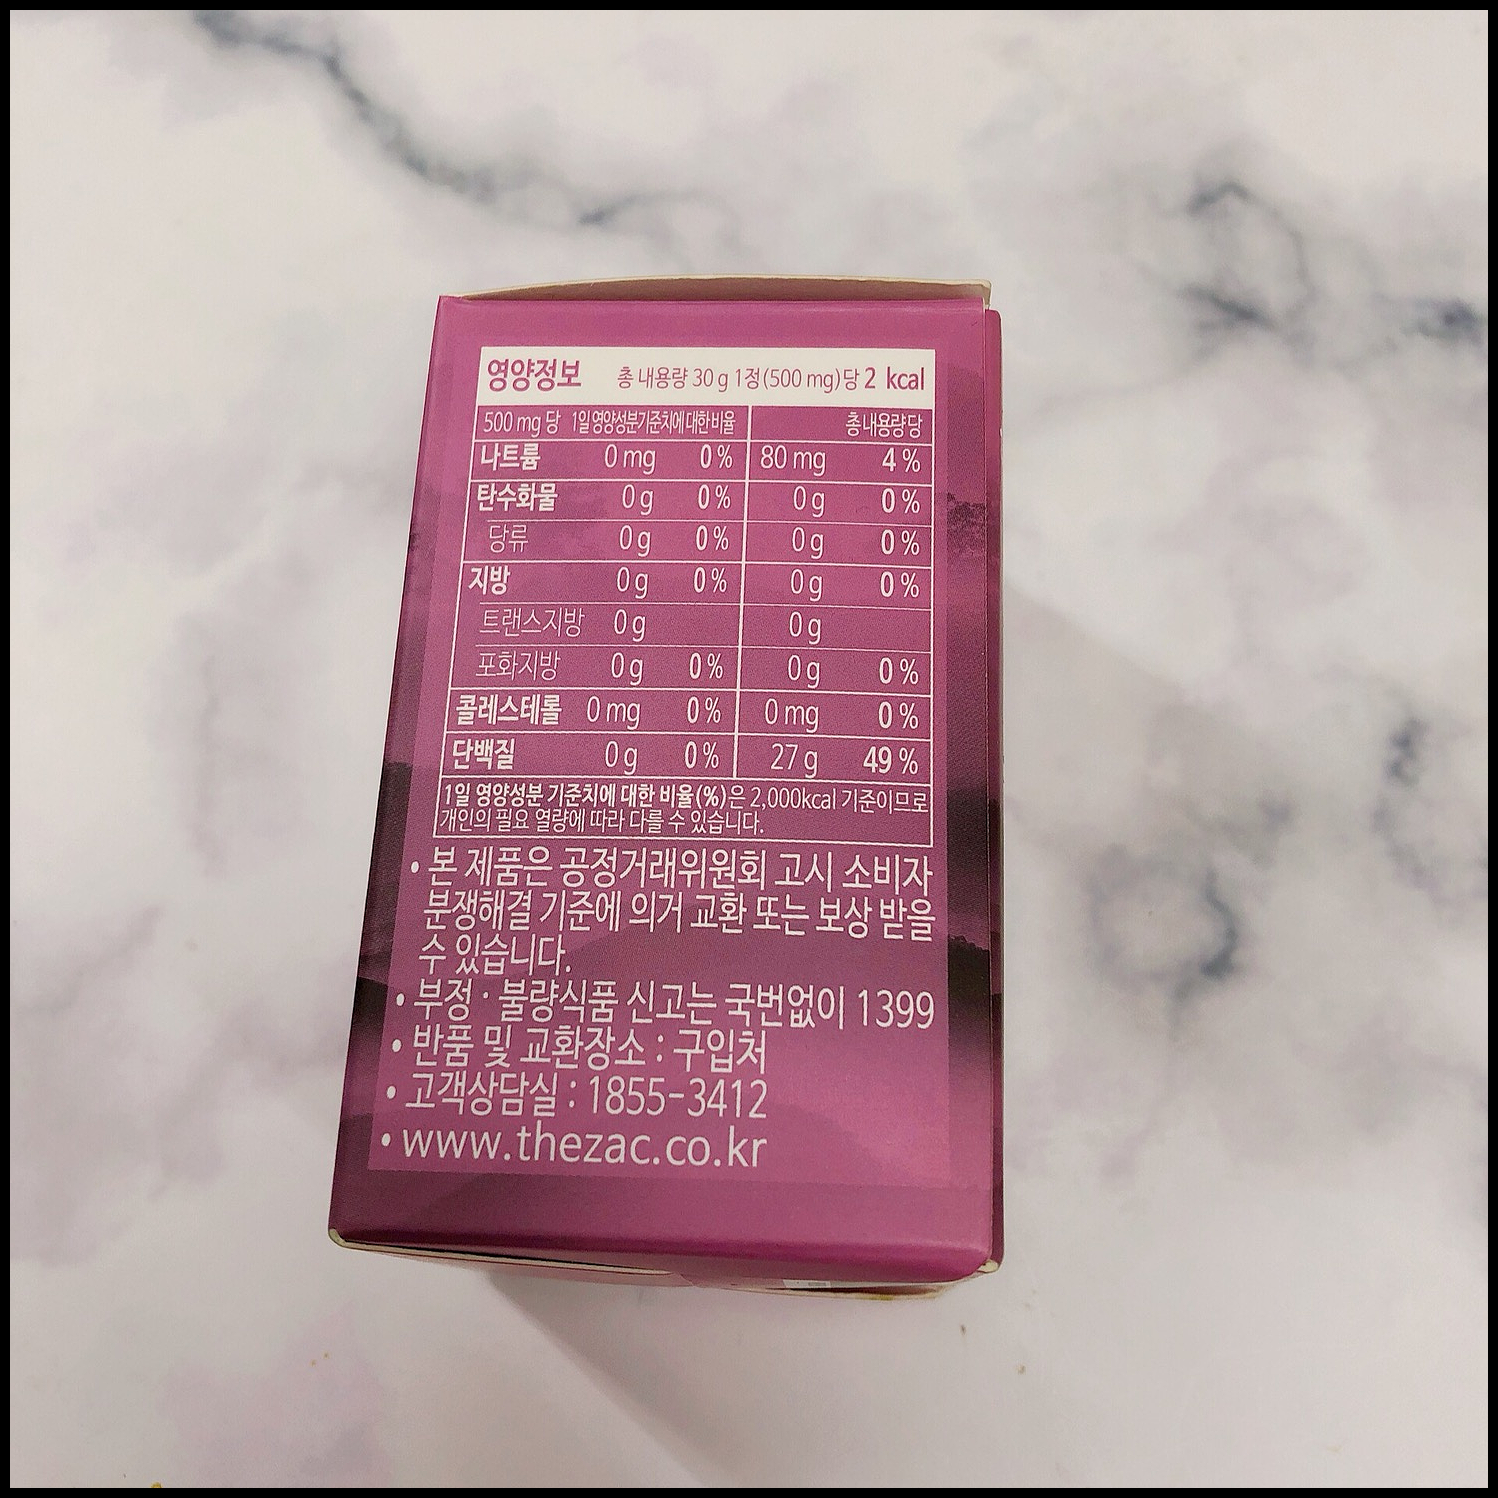 영양정보 총 내용량 30 g 1정(500 mg)당 2 kcal
500 mg 당 1일 영양성분기준치에 대한 비율 총 내용량당
나트륨 0 mg 0 % 80 mg 4 %
탄수화물 0 g 0 % 0 g 0 %
당류 0 g 0 % 0 g 0 %
지방 0 g 0 % 0 g 0 %
트랜스지방 0 g 0 g
포화지방 0 g 0 % 0 g 0 %
콜레스테롤 0 mg 0 % 0 mg 0 %
단백질 0 g 0 % 27 g 49 %
1일 영양성분 기준치에 대한 비율(%)은 2,000kcal 기준이므로
개인의 필요 열량에 따라 다를 수 있습니다.
• 본 제품은 공정거래위원회 고시 소비자
분쟁해결 기준에 의거 교환 또는 보상 받을
수 있습니다.
• 부정 · 불량식품 신고는 국번없이 1399
• 반품 및 교환장소 : 구입처
• 고객상담실 : 1855-3412
• www.thezac.co.kr